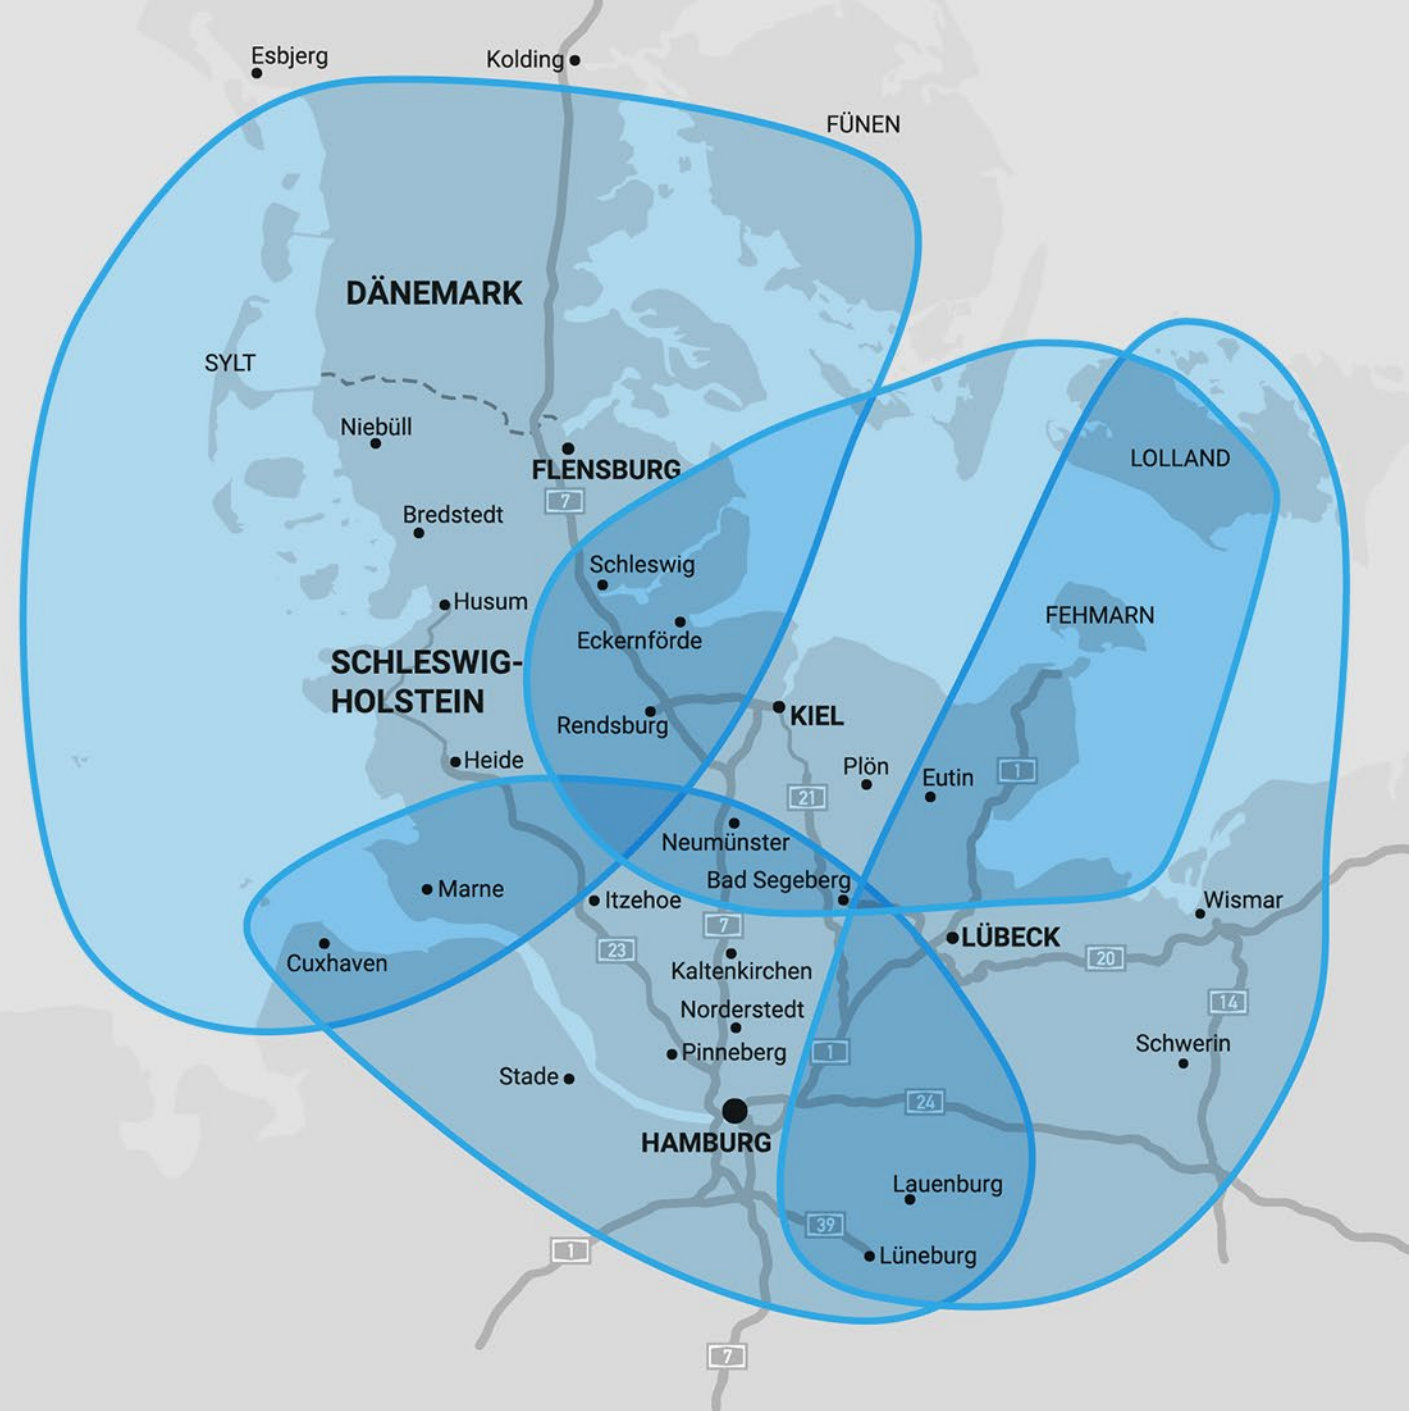 Esbjerg
Kolding
FÜNEN
DÄNEMARK
SYLT
Niebüll
FLENSBURG
7
LOLLAND
Bredstedt
Schleswig
Husum
FEHMARN
Eckernförde
SCHLESWIG-
HOLSTEIN
Rendsburg
KIEL
Heide
Plön
Eutin
1
21
Neumünster
Bad Segeberg
Marne
Itzehoe
Wismar
7
LÜBECK
23
20
Cuxhaven
Kaltenkirchen
14
Norderstedt
Pinneberg
1
Schwerin
Stade
24
HAMBURG
Lauenburg
39
1
Lüneburg
7